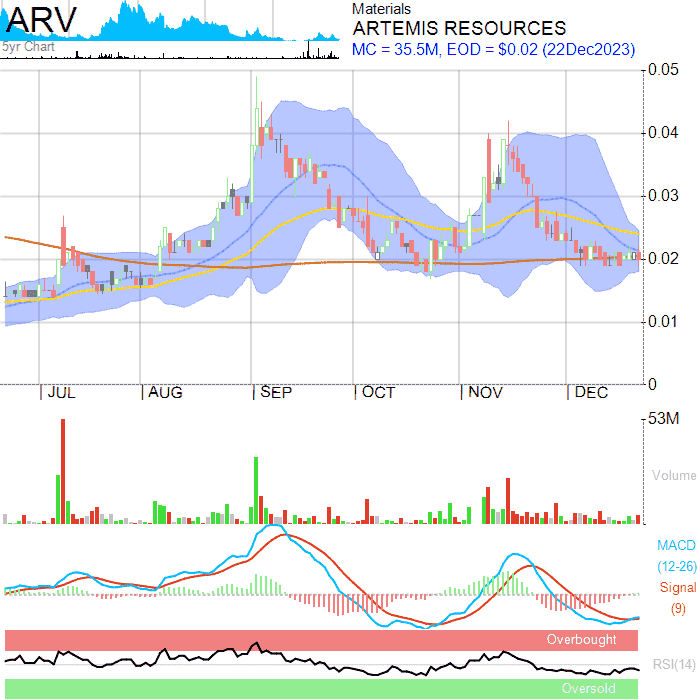 ARV
5yr Chart
Materials
ARTEMIS RESOURCES
MC = 35.5M, EOD = $0.02 (22Dec2023)
0.05
0.04
0.03
0.02
0.01
0
JUL
AUG
SEP
OCT
NOV
DEC
53M
Volume
MACD
(12-26)
Signal
(9)
Overbought
RSI(14)
Oversold